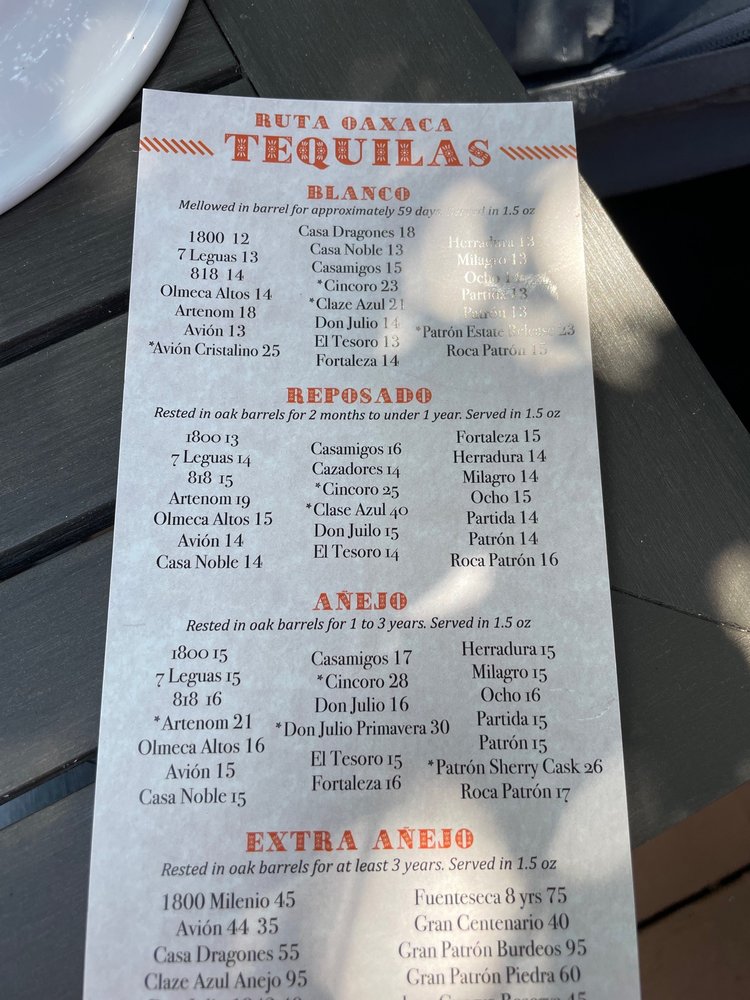 RUTA OAXACA
TEQUILAS
BLANCO
Mellowed in barrel for approximately 59 days. Served in 1.5 oz
1800 12
7 Leguas 13
818 14
Olmeca Altos 14
Artenom 18
Avión 13
*Avión Cristalino 25
Casa Dragones 18
Casa Noble 13
Casamigos 15
*Cincoro 23
*Claze Azul 21
Don Julio 14
El Tesoro 13
Fortaleza 14
Herradura 13
Milagro 13
Ocho
Partida 13
Patrón 13
*Patrón Estate Release 23
Roca Patrón 15
REPOSADO
Rested in oak barrels for 2 months to under 1 year. Served in 1.5 oz
1800 13
7 Leguas 14
818 15
Artenom 19
Olmeca Altos 15
Avión 14
Casa Noble 14
Casamigos 16
Cazadores 14
*Cincoro 25
*Clase Azul 40
Don Juilo 15
El Tesoro 14
Fortaleza 15
Herradura 14
Milagro 14
Ocho 15
Partida 14
Patrón 14
Roca Patrón 16
AÑEJO
Rested in oak barrels for 1 to 3 years. Served in 1.5 oz
1800 15
7 Leguas 15
818 16
*Artenom 21
Olmeca Altos 16
Avión 15
Casa Noble 15
Casamigos 17
*Cincoro 28
Don Julio 16
*Don Julio Primavera 30
El Tesoro 15
Fortaleza 16
Herradura 15
Milagro 15
Ocho 16
Partida 15
Patrón 15
*Patrón Sherry Cask 26
Roca Patrón 17
EXTRA AÑEJO
Rested in oak barrels for at least 3 years. Served in 1.5 oz
1800 Milenio 45
Avión 44 35
Casa Dragones 55
Claze Azul Anejo 95
Fuenteseca 8 yrs 75
Gran Centenario 40
Gran Patrón Burdeos 95
Gran Patrón Piedra 60